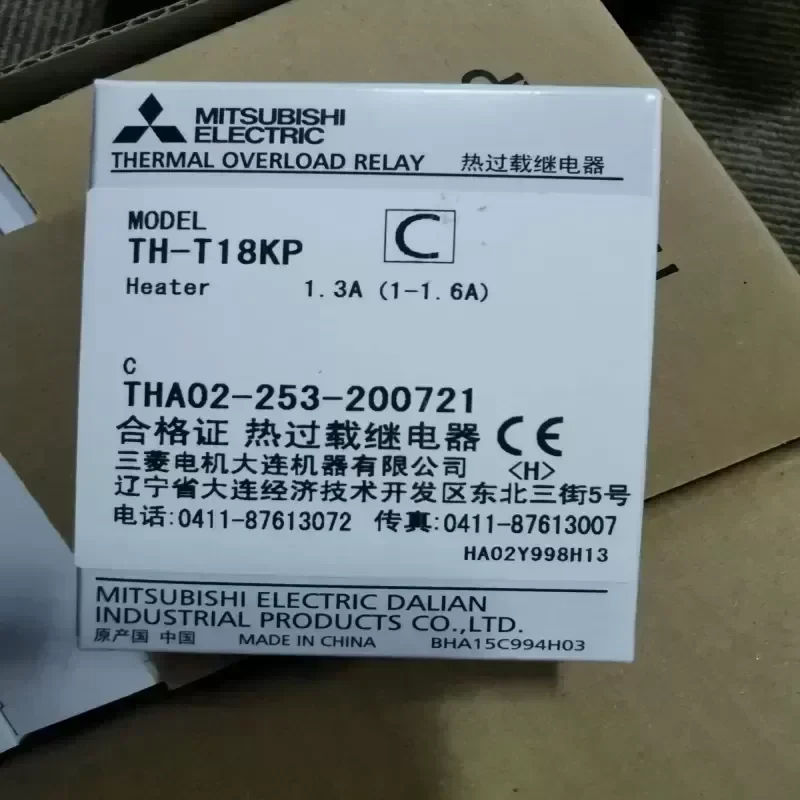 MITSUBISHI
ELECTRIC
THERMAL OVERLOAD RELAY 热过载继电器
MODEL
TH-T18KP C
Heater 1.3A (1-1.6A)
C
THA02-253-200721
合格证 热过载继电器 CE
三菱电机大连机器有限公司 <H>
辽宁省大连经济技术开发区东北三街5号
电话:0411-87613072 传真:0411-87613007
HA02Y998H13
MITSUBISHI ELECTRIC DALIAN
INDUSTRIAL PRODUCTS CO.,LTD.
原产国 中国 MADE IN CHINA BHA15C994H03